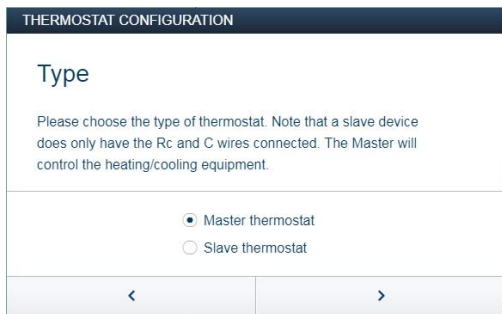 THERMOSTAT CONFIGURATION
Type
Please choose the type of thermostat. Note that a slave device
does only have the Rc and C wires connected. The Master will
control the heating/cooling equipment.
Master thermostat
Slave thermostat